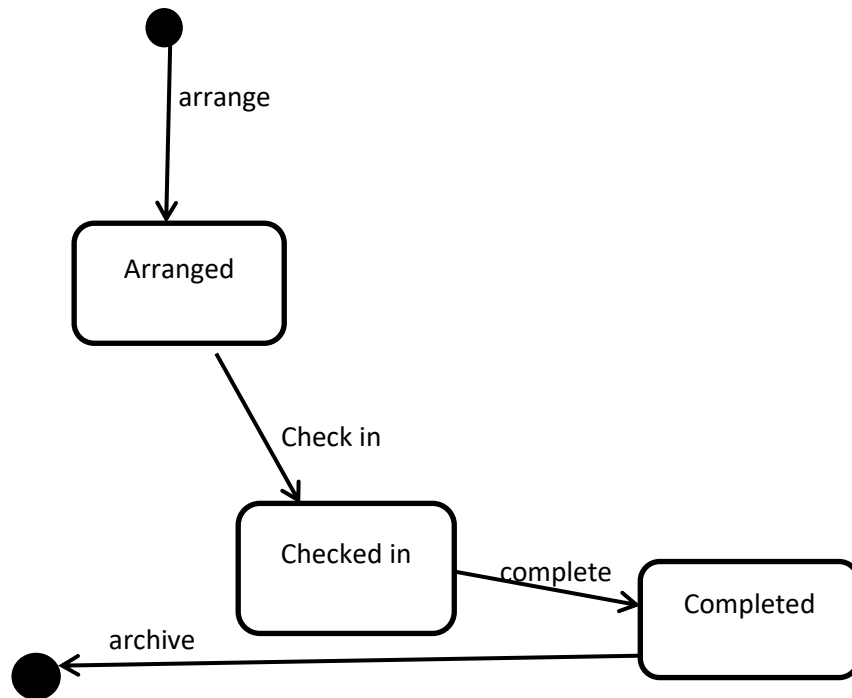 arrange
Arranged
Check in
Checked in
complete
Completed
archive